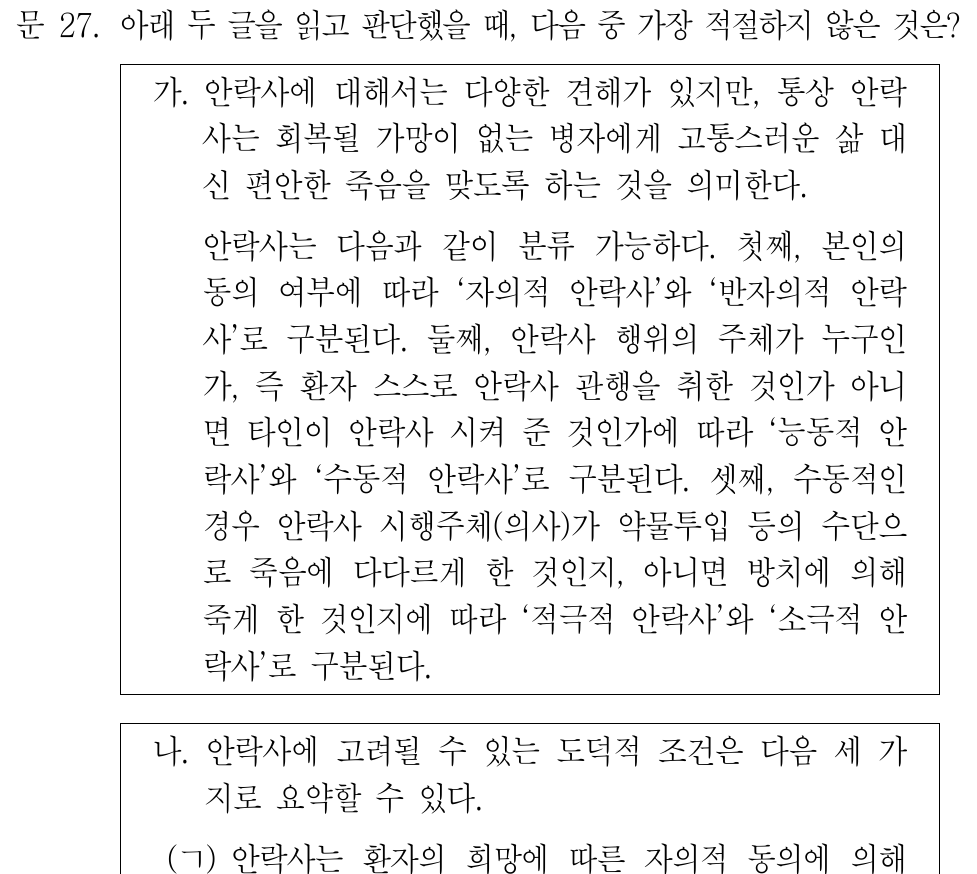 문 27. 아래 두 글을 읽고 판단했을 때, 다음 중 가장 적절하지 않은 것은?
가. 안락사에 대해서는 다양한 견해가 있지만, 통상 안락
사는 회복될 가망이 없는 병자에게 고통스러운 삶 대
신 편안한 죽음을 맞도록 하는 것을 의미한다.
안락사는 다음과 같이 분류 가능하다. 첫째, 본인의
동의 여부에 따라 ‘자의적 안락사’와 ‘반자의적 안락
사’로 구분된다. 둘째, 안락사 행위의 주체가 누구인
가, 즉 환자 스스로 안락사 관행을 취한 것인가 아니
면 타인이 안락사 시켜 준 것인가에 따라 ‘능동적 안
락사’와 ‘수동적 안락사’로 구분된다. 셋째, 수동적인
경우 안락사 시행주체(의사)가 약물투입 등의 수단으
로 죽음에 다다르게 한 것인지, 아니면 방치에 의해
죽게 한 것인지에 따라 ‘적극적 안락사’와 ‘소극적 안
락사’로 구분된다.
나. 안락사에 고려될 수 있는 도덕적 조건은 다음 세 가
지로 요약할 수 있다.
(ㄱ) 안락사는 환자의 희망에 따른 자의적 동의에 의해